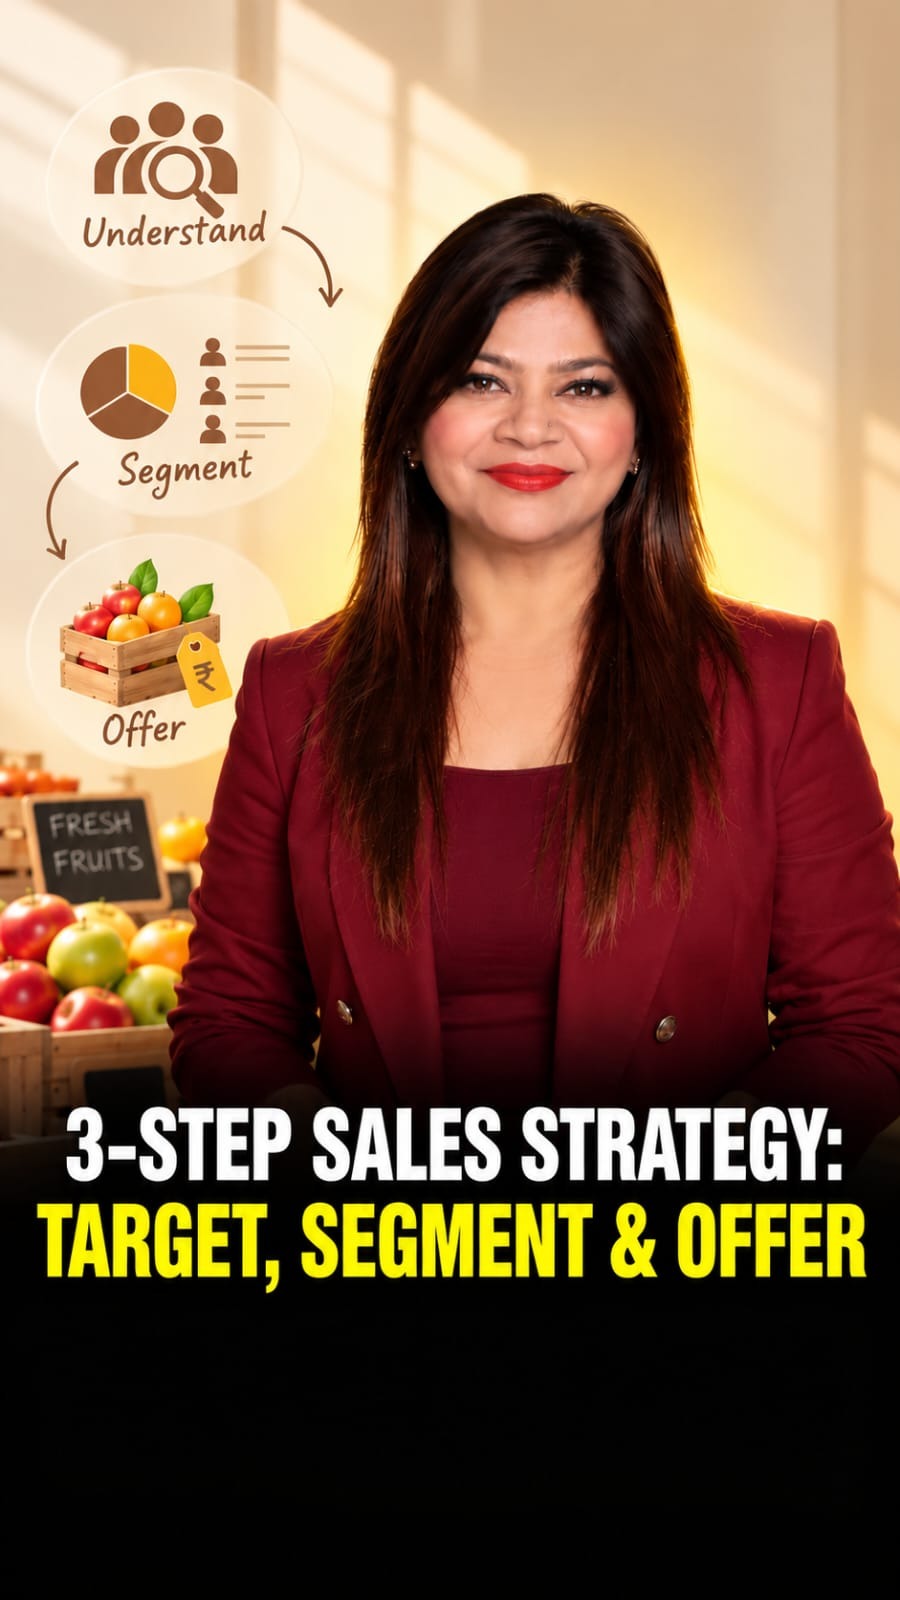 Understand
Segment
₹
Offer
FRESH
FRUITS
3-STEP SALES STRATEGY:
TARGET, SEGMENT & OFFER